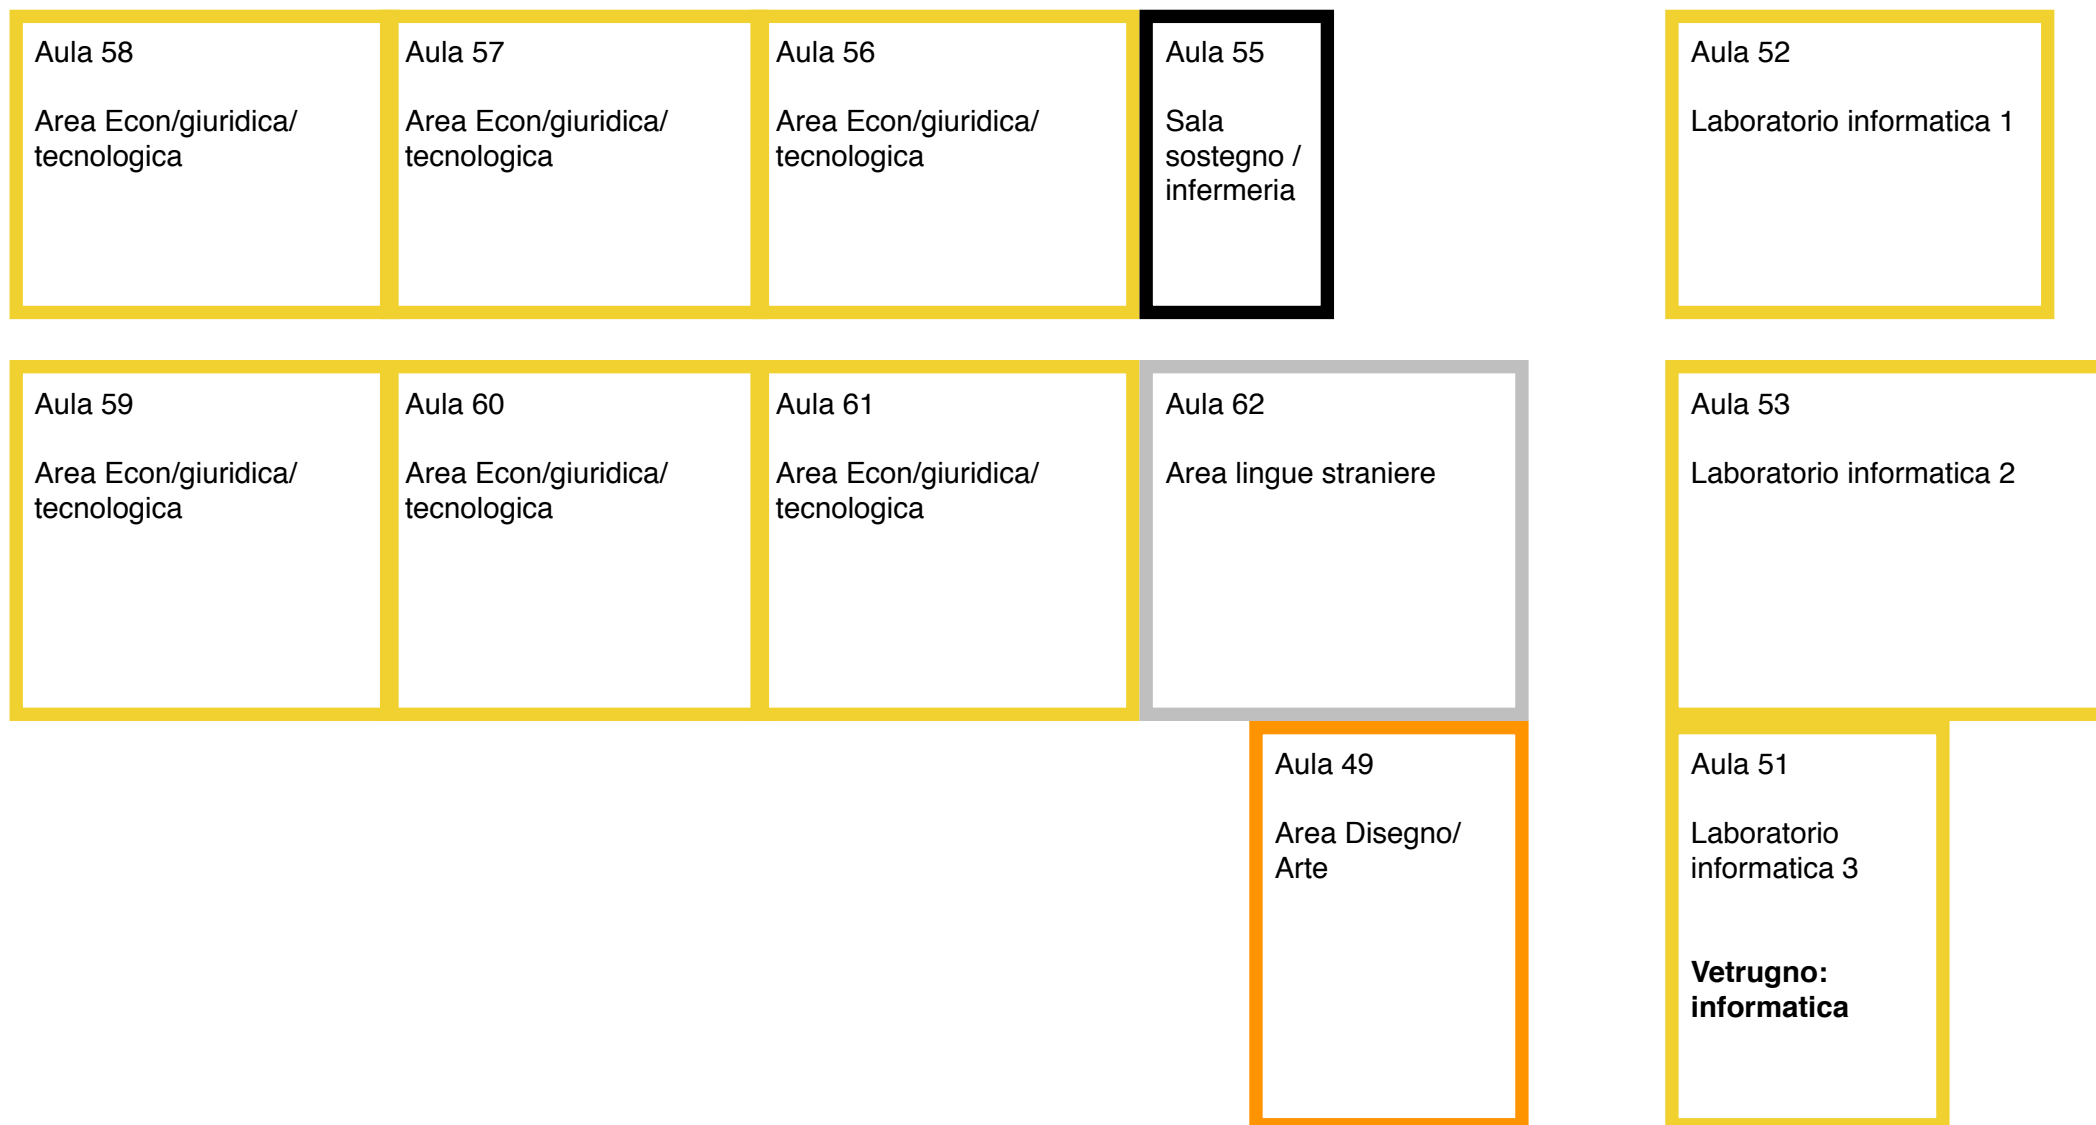 Aula 58
Area Econ/giuridica/
tecnologica
Aula 57
Area Econ/giuridica/
tecnologica
Aula 56
Area Econ/giuridica/
tecnologica
Aula 55
Sala
sostegno /
infermeria
Aula 52
Laboratorio informatica 1
Aula 59
Area Econ/giuridica/
tecnologica
Aula 60
Area Econ/giuridica/
tecnologica
Aula 61
Area Econ/giuridica/
tecnologica
Aula 62
Area lingue straniere
Aula 53
Laboratorio informatica 2
Aula 49
Area Disegno/
Arte
Aula 51
Laboratorio
informatica 3
Vetrugno:
informatica